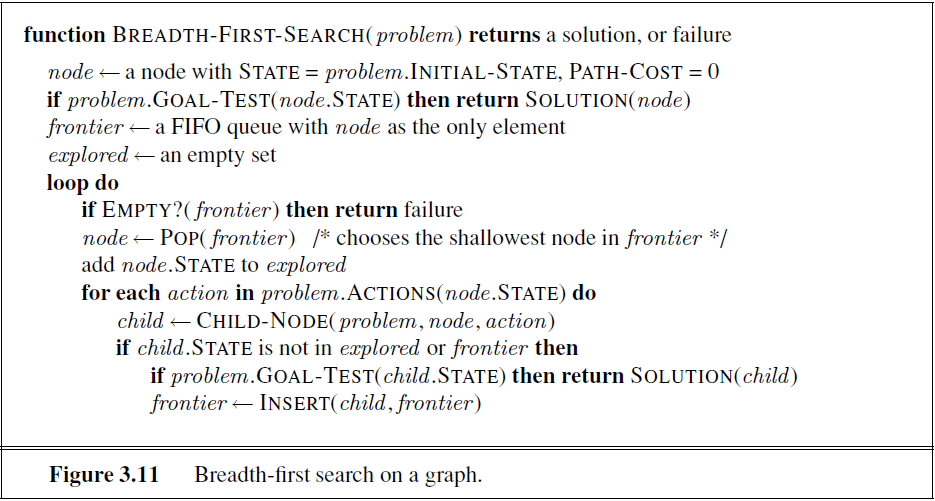 function BREADTH-FIRST-SEARCH(problem) returns a solution, or failure
node ← a node with STATE = problem.INITIAL-STATE, PATH-COST = 0
if problem.GOAL-TEST(node.STATE) then return SOLUTION(node)
frontier ← a FIFO queue with node as the only element
explored ← an empty set
loop do
if EMPTY?(frontier) then return failure
node ← POP(frontier) /* chooses the shallowest node in frontier */
add node.STATE to explored
for each action in problem.ACTIONS(node.STATE) do
child ← CHILD-NODE(problem, node, action)
if child.STATE is not in explored or frontier then
if problem.GOAL-TEST(child.STATE) then return SOLUTION(child)
frontier ← INSERT(child, frontier)
Figure 3.11 Breadth-first search on a graph.